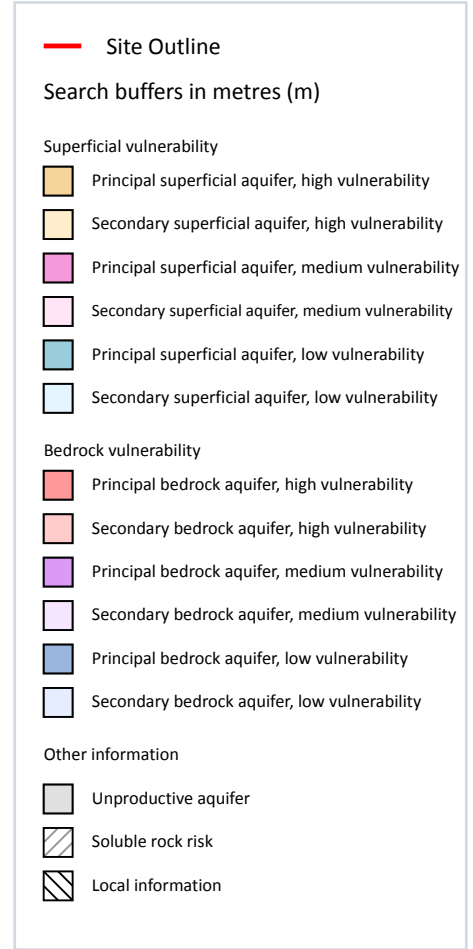 Site Outline
Search buffers in metres (m)
Superficial vulnerability
Principal superficial aquifer, high vulnerability
Secondary superficial aquifer, high vulnerability
Principal superficial aquifer, medium vulnerability
Secondary superficial aquifer, medium vulnerability
Principal superficial aquifer, low vulnerability
Secondary superficial aquifer, low vulnerability
Bedrock vulnerability
Principal bedrock aquifer, high vulnerability
Secondary bedrock aquifer, high vulnerability
Principal bedrock aquifer, medium vulnerability
Secondary bedrock aquifer, medium vulnerability
Principal bedrock aquifer, low vulnerability
Secondary bedrock aquifer, low vulnerability
Other information
Unproductive aquifer
Soluble rock risk
Local information